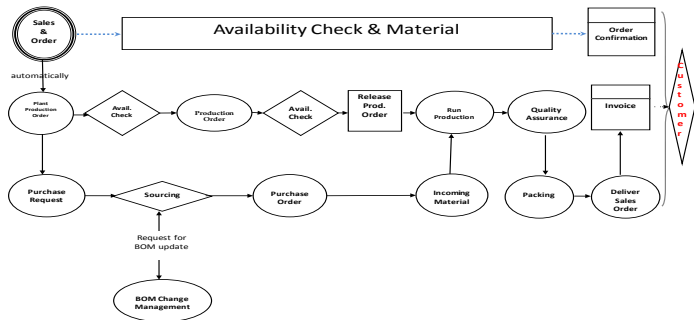 Sales
&
Order
Availability Check & Material
Order
Confirmation
automatically
Plant
Production
Order
Avail.
Check
Production
Order
Avail.
Check
Release
Prod.
Order
Run
Production
Quality
Assurance
Invoice
Customer
Purchase
Request
Sourcing
Purchase
Order
Incoming
Material
Packing
Deliver
Sales
Order
Request for
BOM update
BOM Change
Management